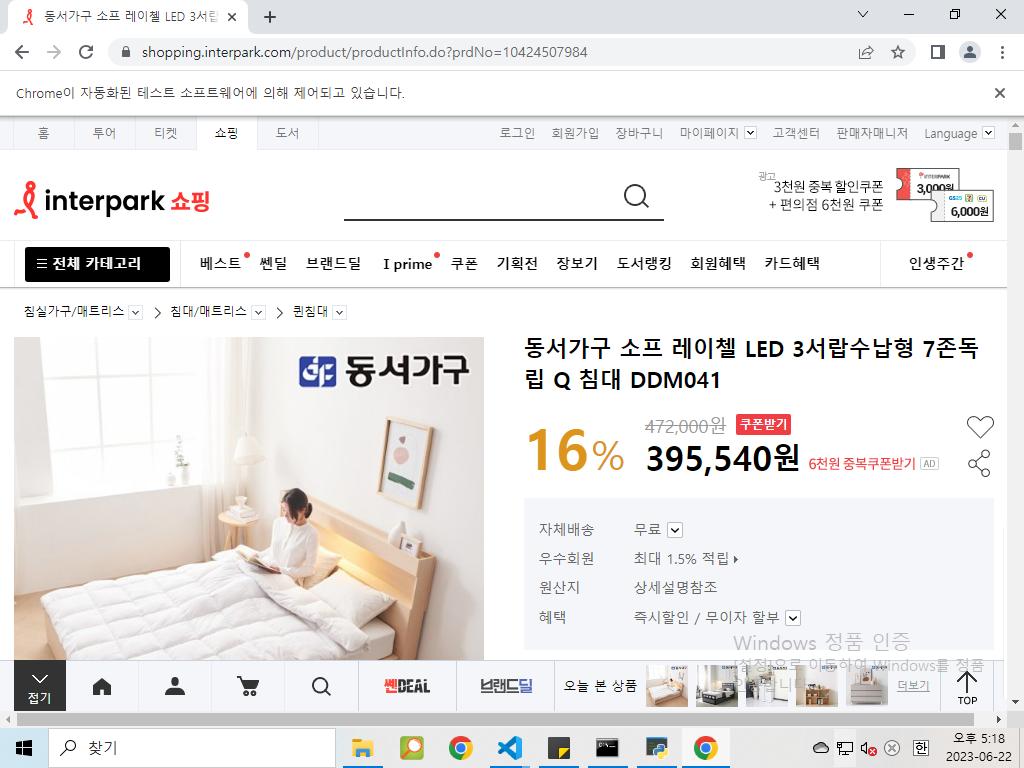 동서가구 소프 레이첼 LED 3서랍
shopping.interpark.com/product/productInfo.do?prdNo=10424507984
Chrome이 자동화된 테스트 소프트웨어에 의해 제어되고 있습니다.
홈 투어 티켓 쇼핑 도서 로그인 회원가입 장바구니 마이페이지 고객센터 판매자매니저 Language
광고
interpark 쇼핑
3천원 중복 할인쿠폰
+ 편의점 6천원 쿠폰
INTERPARK
3,000원
GS25 CU
6,000원
전체 카테고리 베스트 쎈딜 브랜드딜 I prime 쿠폰 기획전 장보기 도서랭킹 회원혜택 카드혜택 인생주간
침실가구/매트리스 > 침대/매트리스 > 퀸침대
동서가구
동서가구 소프 레이첼 LED 3서랍수납형 7존독
립 Q 침대 DDM041
16% 472,000원 쿠폰받기
395,540원 6천원 중복쿠폰받기 AD
자체배송 무료
우수회원 최대 1.5% 적립
원산지 상세설명참조
혜택 즉시할인 / 무이자 할부
Windows 정품 인증
[설정]으로 이동하여 Windows를 정품
접기 쎈DEAL 브랜드딜 오늘 본 상품 더보기 TOP
찾기
한
오후 5:18
2023-06-22